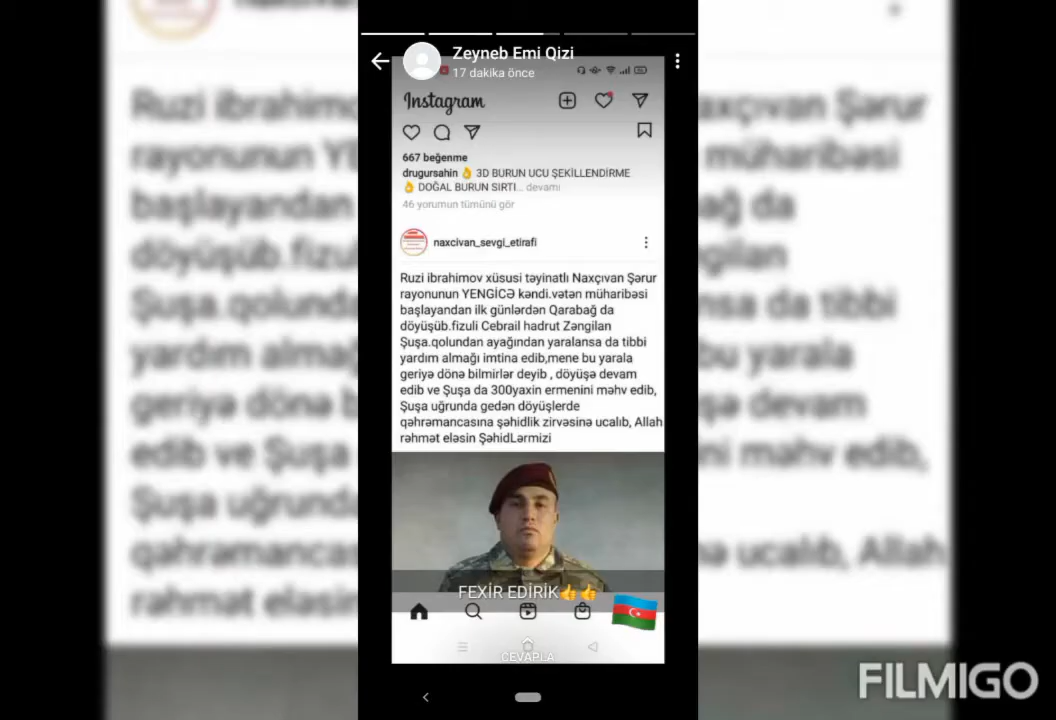 Zeyneb Emi Qizi
17 dakika önce
Instagram
667 beğenme
drugursahin 👌 3D BURUN UCU ŞEKİLLENDİRME
👌 DOĞAL BURUN SIRTI... devamı
46 yorumun tümünü gör
naxcivan_sevgi_etirafi
Ruzi ibrahimov xüsusi təyinatlı Naxçıvan Şərur
rayonunun YENGİCƏ kəndi.vətən müharibəsi
başlayandan ilk günlərdən Qarabağ da
döyüşüb.fizuli Cebrail hadrut Zəngilan
Şuşa.qolundan ayağından yaralansa da tibbi
yardım almağı imtina edib,mene bu yarala
geriyə dönə bilmirlər deyib , döyüşə devam
edib ve Şuşa da 300yaxin ermenini məhv edib,
Şuşa uğrunda gedən döyüşlerde
qəhrəmancasına şəhidlik zirvəsinə ucalıb, Allah
rəhmət eləsin ŞəhidLərmizi
FEXİR EDİRİK👍👍
CEVAPLA
FILMIGO